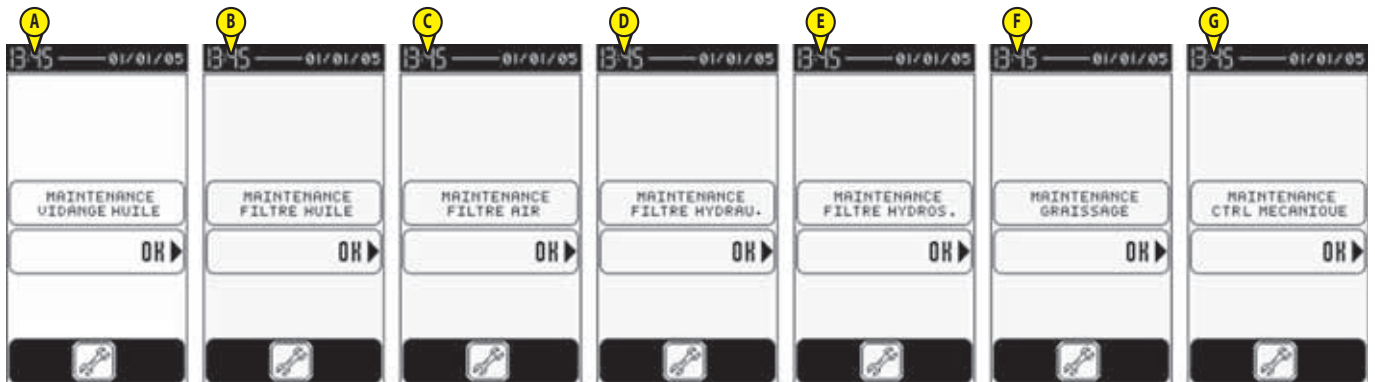 A B C D E F G
13:45 01/01/05 13:45 01/01/05 13:45 01/01/05 13:45 01/01/05 13:45 01/01/05 13:45 01/01/05 13:45 01/01/05
MAINTENANCE
VIDANGE HUILE
OK
MAINTENANCE
FILTRE HUILE
OK
MAINTENANCE
FILTRE AIR
OK
MAINTENANCE
FILTRE HYDRAU.
OK
MAINTENANCE
FILTRE HYDROS.
OK
MAINTENANCE
GRAISSAGE
OK
MAINTENANCE
CTRL MECANIQUE
OK